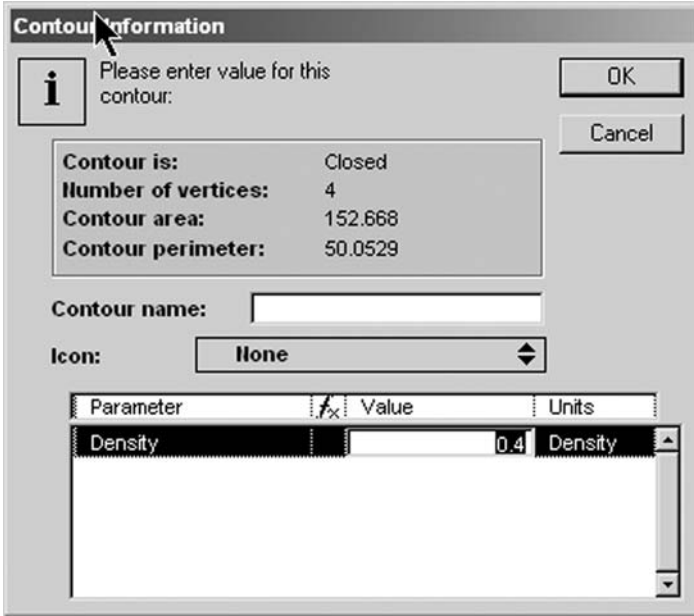 Contour Information
i
Please enter value for this
contour:
OK
Cancel
Contour is: Closed
Number of vertices: 4
Contour area: 152.668
Contour perimeter: 50.0529
Contour name:
Icon: None
Parameter fx Value Units
Density 0.4 Density